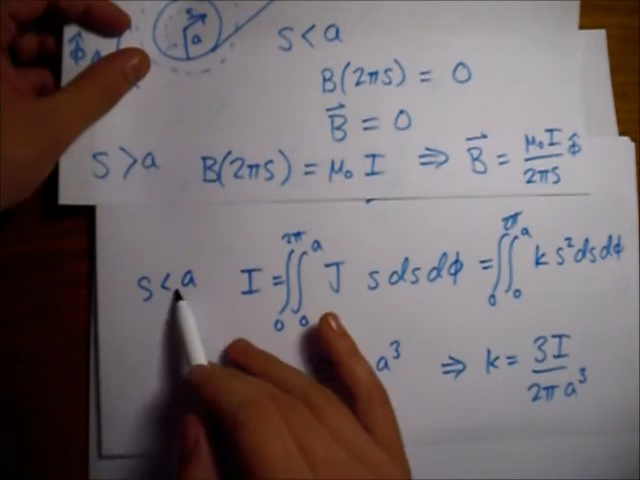 s
a
Φ̂
s < a
B(2πs) = 0
B⃗ = 0
s > a B(2πs) = μ₀ I ⇒ B⃗ = μ₀I / 2πs Φ̂
s < a I = ∫₀^2π ∫₀^a J s ds dϕ = ∫₀^2π ∫₀^a k s² ds dϕ
a³ ⇒ k = 3I / 2πa³